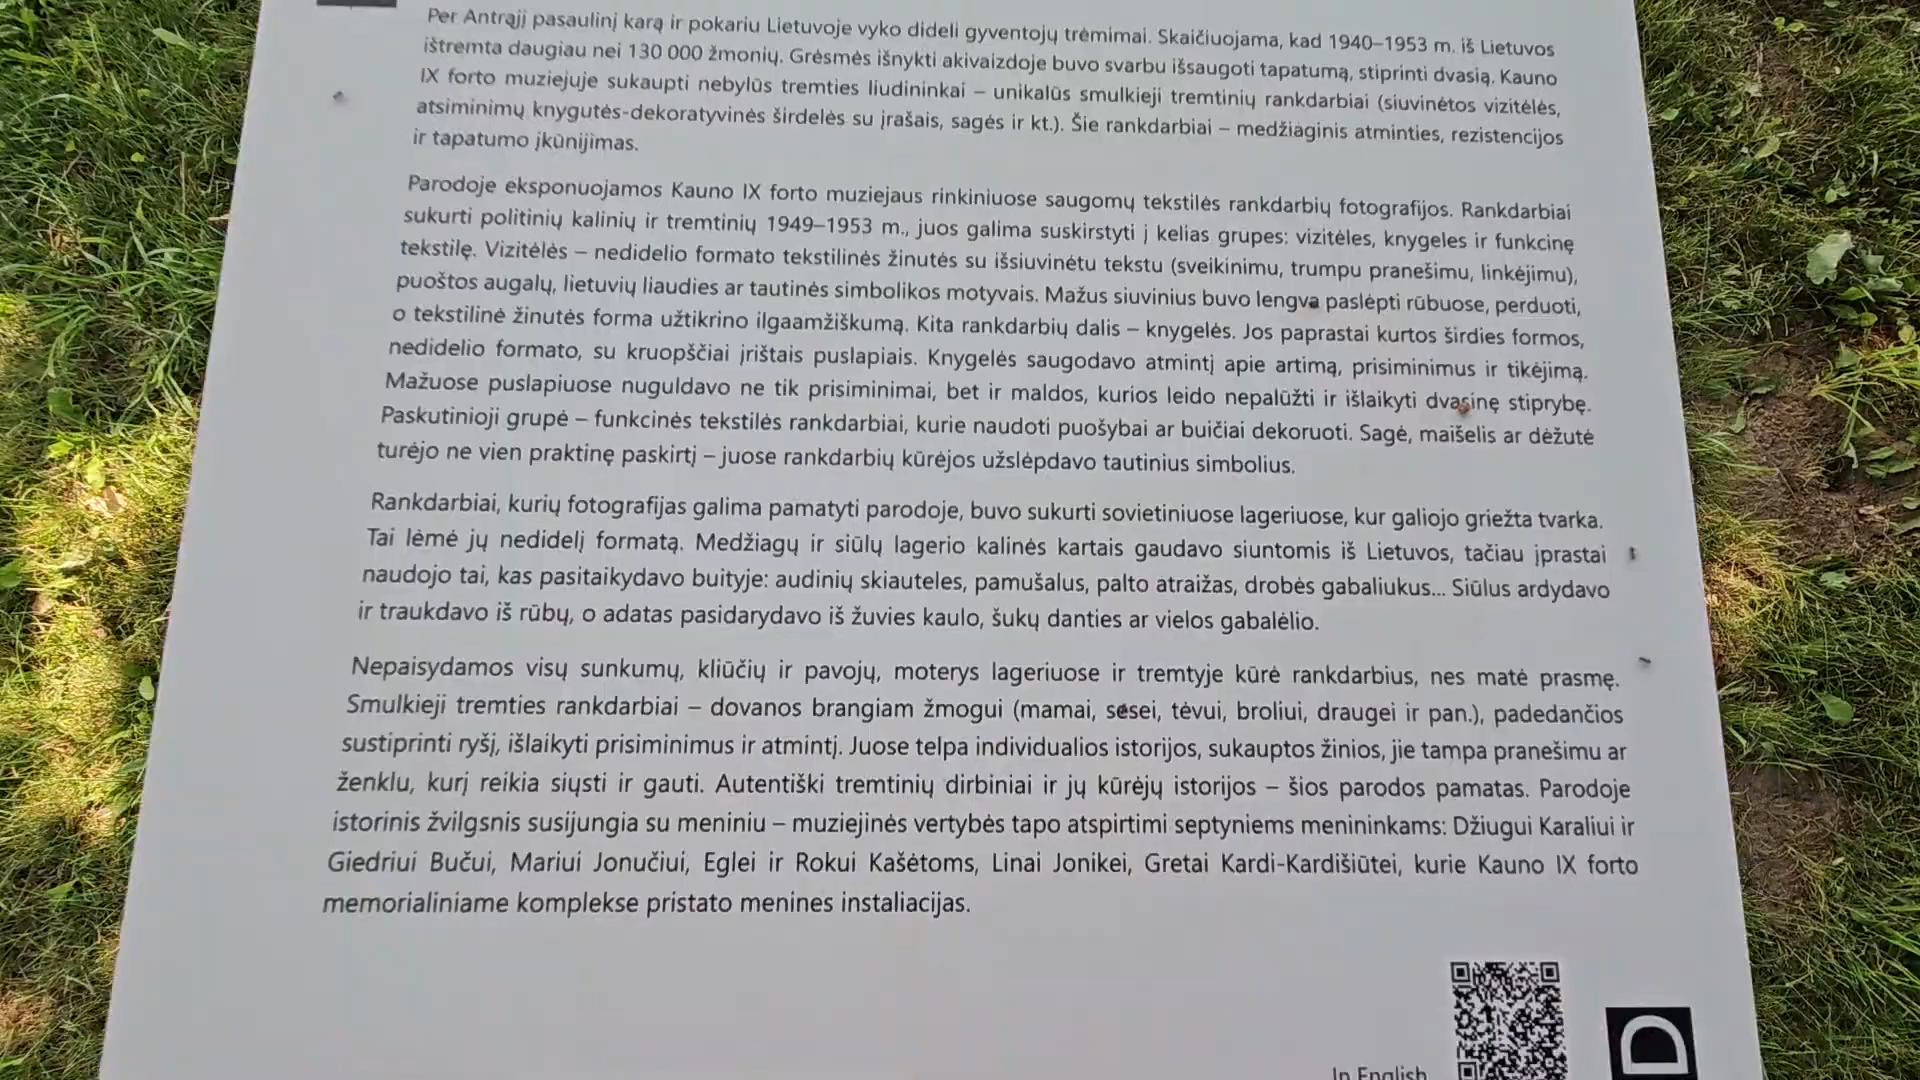 Per Antrąjį pasaulinį karą ir pokariu Lietuvoje vyko dideli gyventojų trėmimai. Skaičiuojama, kad 1940–1953 m. iš Lietuvos
ištremta daugiau nei 130 000 žmonių. Grėsmės išnykti akivaizdoje buvo svarbu išsaugoti tapatumą, stiprinti dvasią. Kauno
IX forto muziejuje sukaupti nebylūs tremties liudininkai – unikalūs smulkieji tremtinių rankdarbiai (siuvinėtos vizitėlės,
atsiminimų knygutės-dekoratyvinės širdelės su įrašais, sagės ir kt.). Šie rankdarbiai – medžiaginis atminties, rezistencijos
ir tapatumo įkūnijimas.
Parodoje eksponuojamos Kauno IX forto muziejaus rinkiniuose saugomų tekstilės rankdarbių fotografijos. Rankdarbiai
sukurti politinių kalinių ir tremtinių 1949–1953 m., juos galima suskirstyti į kelias grupes: vizitėles, knygeles ir funkcinę
tekstilę. Vizitėlės – nedidelio formato tekstilinės žinutės su išsiuvinėtu tekstu (sveikinimu, trumpu pranešimu, linkėjimu),
puoštos augalų, lietuvių liaudies ar tautinės simbolikos motyvais. Mažus siuvinius buvo lengva paslėpti rūbuose, perduoti,
o tekstilinė žinutės forma užtikrino ilgaamžiškumą. Kita rankdarbių dalis – knygelės. Jos paprastai kurtos širdies formos,
nedidelio formato, su kruopščiai įrištais puslapiais. Knygelės saugodavo atmintį apie artimą, prisiminimus ir tikėjimą.
Mažuose puslapiuose nuguldavo ne tik prisiminimai, bet ir maldos, kurios leido nepalūžti ir išlaikyti dvasinę stiprybę.
Paskutinioji grupė – funkcinės tekstilės rankdarbiai, kurie naudoti puošybai ar buičiai dekoruoti. Sagė, maišelis ar dėžutė
turėjo ne vien praktinę paskirtį – juose rankdarbių kūrėjos užslėpdavo tautinius simbolius.
Rankdarbiai, kurių fotografijas galima pamatyti parodoje, buvo sukurti sovietiniuose lageriuose, kur galiojo griežta tvarka.
Tai lėmė jų nedidelį formatą. Medžiagų ir siūlų lagerio kalinės kartais gaudavo siuntomis iš Lietuvos, tačiau įprastai
naudojo tai, kas pasitaikydavo buityje: audinių skiauteles, pamušalus, palto atraižas, drobės gabaliukus... Siūlus ardydavo
ir traukdavo iš rūbų, o adatas pasidarydavo iš žuvies kaulo, šukų danties ar vielos gabalėlio.
Nepaisydamos visų sunkumų, kliūčių ir pavojų, moterys lageriuose ir tremtyje kūrė rankdarbius, nes matė prasmę.
Smulkieji tremties rankdarbiai – dovanos brangiam žmogui (mamai, sesei, tėvui, broliui, draugei ir pan.), padedančios
sustiprinti ryšį, išlaikyti prisiminimus ir atmintį. Juose telpa individualios istorijos, sukauptos žinios, jie tampa pranešimu ar
ženklu, kurį reikia siųsti ir gauti. Autentiški tremtinių dirbiniai ir jų kūrėjų istorijos – šios parodos pamatas. Parodoje
istorinis žvilgsnis susijungia su meniniu – muziejinės vertybės tapo atspirtimi septyniems menininkams: Džiugui Karaliui ir
Giedriui Bučui, Mariui Jonučiui, Eglei ir Rokui Kašėtoms, Linai Jonikei, Gretai Kardi-Kardišiūtei, kurie Kauno IX forto
memorialiniame komplekse pristato menines instaliacijas.
In English
D